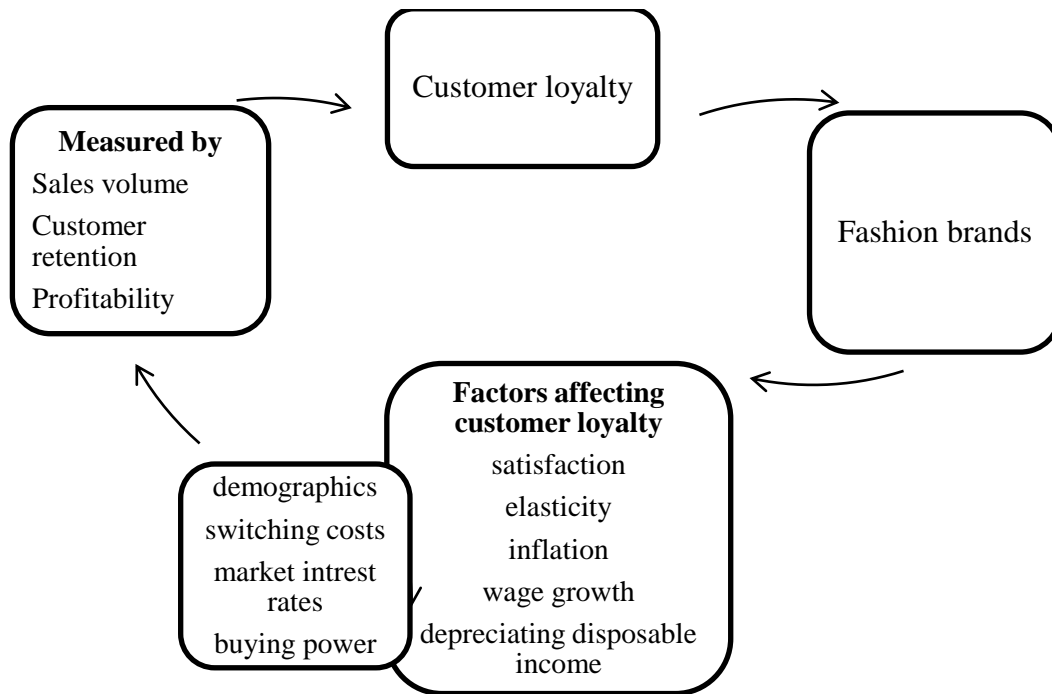 Customer loyalty
Fashion brands
Factors affecting
customer loyalty
satisfaction
elasticity
inflation
wage growth
depreciating disposable
income
demographics
switching costs
market intrest
rates
buying power
Measured by
Sales volume
Customer
retention
Profitability